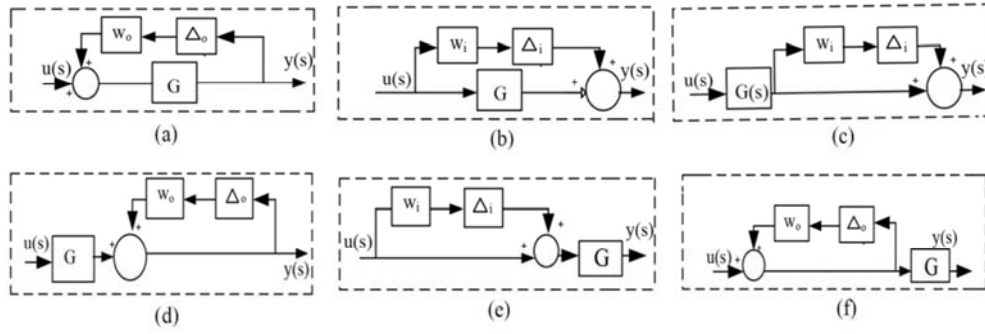 w₀ Δ₀
u(s) + + G y(s)
(a)
wᵢ Δᵢ
u(s) G + + y(s)
(b)
wᵢ Δᵢ
u(s) G(s) + + y(s)
(c)
w₀ Δ₀
u(s) G + + y(s)
(d)
wᵢ Δᵢ
u(s) + + G y(s)
(e)
w₀ Δ₀
u(s) + + G y(s)
(f)